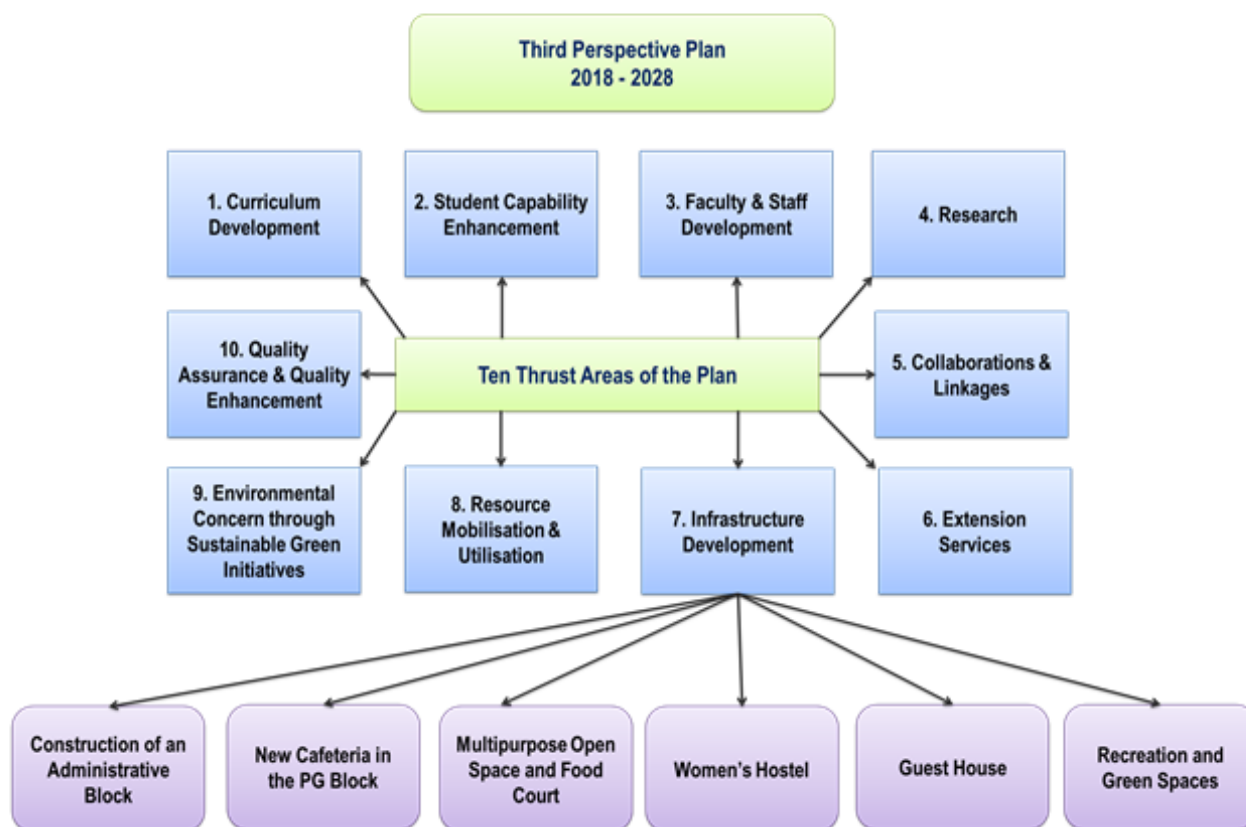 Third Perspective Plan
2018 - 2028
1. Curriculum
Development
2. Student Capability
Enhancement
3. Faculty & Staff
Development
4. Research
10. Quality
Assurance & Quality
Enhancement
Ten Thrust Areas of the Plan
5. Collaborations &
Linkages
9. Environmental
Concern through
Sustainable Green
Initiatives
8. Resource
Mobilisation &
Utilisation
7. Infrastructure
Development
6. Extension
Services
Construction of an
Administrative
Block
New Cafeteria in
the PG Block
Multipurpose Open
Space and Food
Court
Women's Hostel
Guest House
Recreation and
Green Spaces